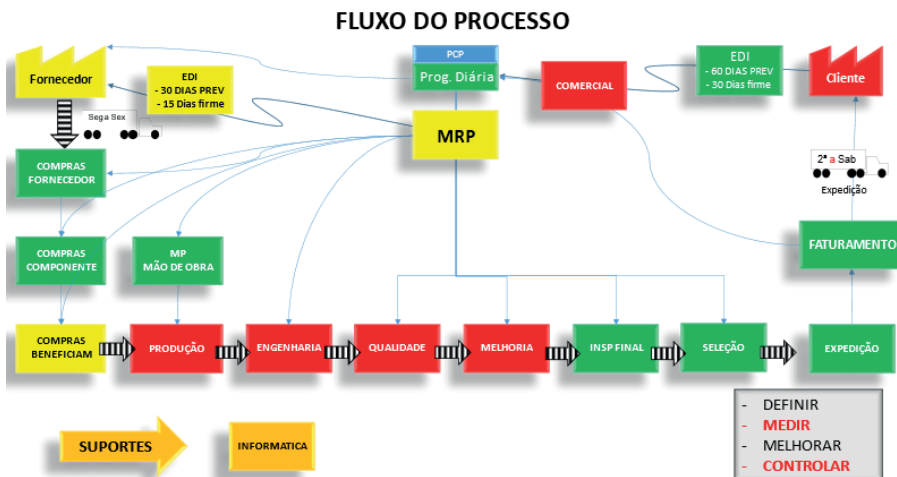 FLUXO DO PROCESSO
PCP
Prog. Diária
Fornecedor
EDI
- 30 DIAS PREV
- 15 Dias firme
COMERCIAL
EDI
- 60 DIAS PREV
- 30 Dias firme
Cliente
Sega Sex
MRP
COMPRAS
FORNECEDOR
2ª a Sab
Expedição
COMPRAS
COMPONENTE
MP
MÃO DE OBRA
FATURAMENTO
COMPRAS
BENEFICIAM
PRODUÇÃO
ENGENHARIA
QUALIDADE
MELHORIA
INSP FINAL
SELEÇÃO
EXPEDIÇÃO
SUPORTES
INFORMATICA
- DEFINIR
- MEDIR
- MELHORAR
- CONTROLAR